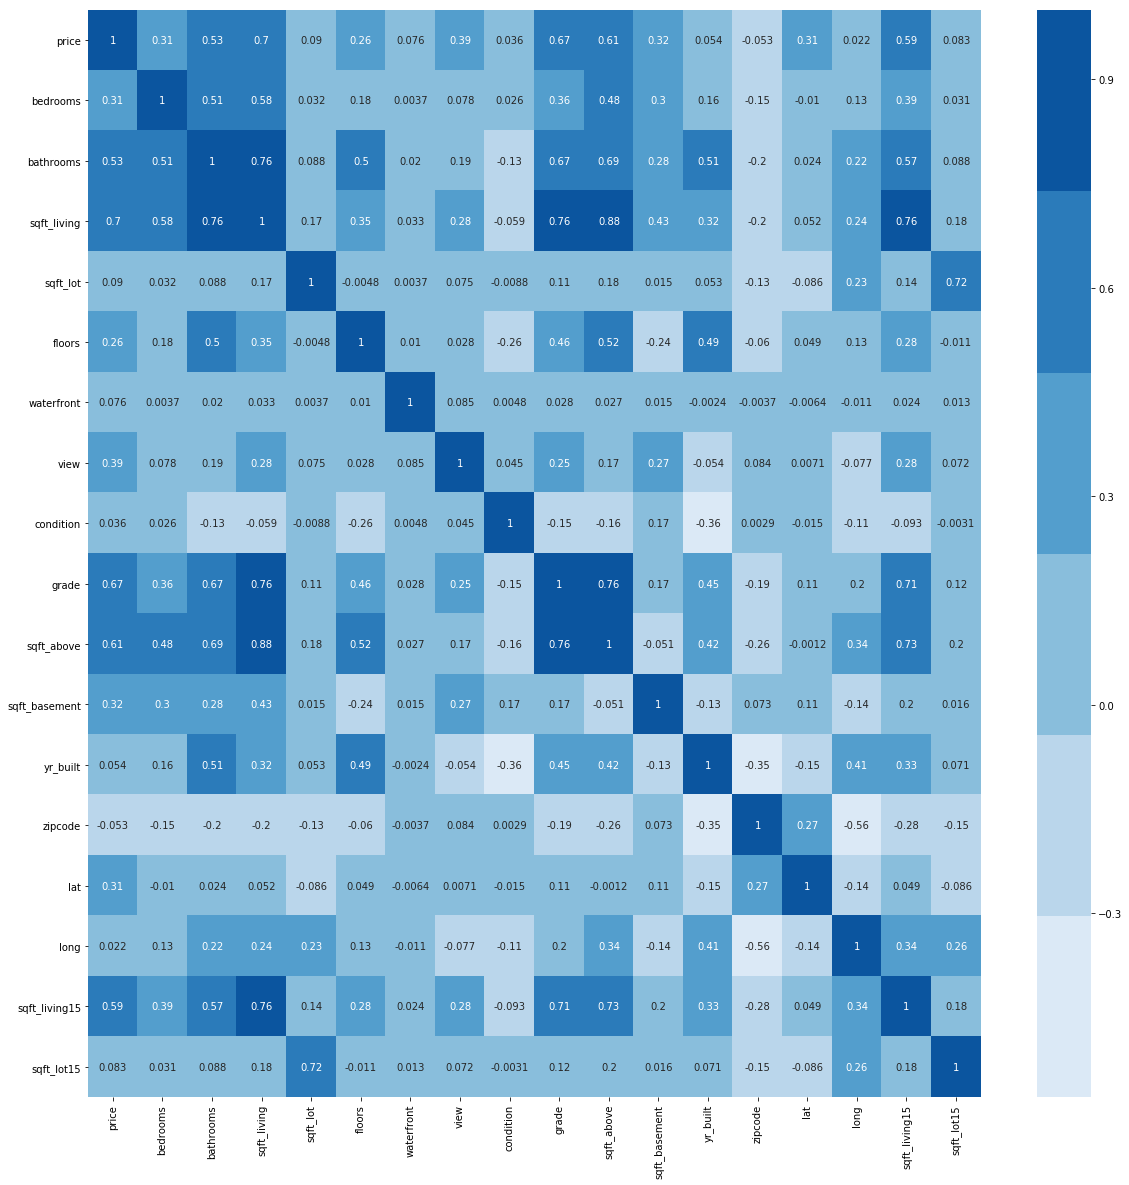 price 1 0.31 0.53 0.7 0.09 0.26 0.076 0.39 0.036 0.67 0.61 0.32 0.054 -0.053 0.31 0.022 0.59 0.083
bedrooms 0.31 1 0.51 0.58 0.032 0.18 0.0037 0.078 0.026 0.36 0.48 0.3 0.16 -0.15 -0.01 0.13 0.39 0.031
bathrooms 0.53 0.51 1 0.76 0.088 0.5 0.02 0.19 -0.13 0.67 0.69 0.28 0.51 -0.2 0.024 0.22 0.57 0.088
sqft_living 0.7 0.58 0.76 1 0.17 0.35 0.033 0.28 -0.059 0.76 0.88 0.43 0.32 -0.2 0.052 0.24 0.76 0.18
sqft_lot 0.09 0.032 0.088 0.17 1 -0.0048 0.0037 0.075 -0.0088 0.11 0.18 0.015 0.053 -0.13 -0.086 0.23 0.14 0.72
floors 0.26 0.18 0.5 0.35 -0.0048 1 0.01 0.028 -0.26 0.46 0.52 -0.24 0.49 -0.06 0.049 0.13 0.28 -0.011
waterfront 0.076 0.0037 0.02 0.033 0.0037 0.01 1 0.085 0.0048 0.028 0.027 0.015 -0.0024 -0.0037 -0.0064 -0.011 0.024 0.013
view 0.39 0.078 0.19 0.28 0.075 0.028 0.085 1 0.045 0.25 0.17 0.27 -0.054 0.084 0.0071 -0.077 0.28 0.072
condition 0.036 0.026 -0.13 -0.059 -0.0088 -0.26 0.0048 0.045 1 -0.15 -0.16 0.17 -0.36 0.0029 -0.015 -0.11 -0.093 -0.0031
grade 0.67 0.36 0.67 0.76 0.11 0.46 0.028 0.25 -0.15 1 0.76 0.17 0.45 -0.19 0.11 0.2 0.71 0.12
sqft_above 0.61 0.48 0.69 0.88 0.18 0.52 0.027 0.17 -0.16 0.76 1 -0.051 0.42 -0.26 -0.0012 0.34 0.73 0.2
sqft_basement 0.32 0.3 0.28 0.43 0.015 -0.24 0.015 0.27 0.17 0.17 -0.051 1 -0.13 0.073 0.11 -0.14 0.2 0.016
yr_built 0.054 0.16 0.51 0.32 0.053 0.49 -0.0024 -0.054 -0.36 0.45 0.42 -0.13 1 -0.35 -0.15 0.41 0.33 0.071
zipcode -0.053 -0.15 -0.2 -0.2 -0.13 -0.06 -0.0037 0.084 0.0029 -0.19 -0.26 0.073 -0.35 1 0.27 -0.56 -0.28 -0.15
lat 0.31 -0.01 0.024 0.052 -0.086 0.049 -0.0064 0.0071 -0.015 0.11 -0.0012 0.11 -0.15 0.27 1 -0.14 0.049 -0.086
long 0.022 0.13 0.22 0.24 0.23 0.13 -0.011 -0.077 -0.11 0.2 0.34 -0.14 0.41 -0.56 -0.14 1 0.34 0.26
sqft_living15 0.59 0.39 0.57 0.76 0.14 0.28 0.024 0.28 -0.093 0.71 0.73 0.2 0.33 -0.28 0.049 0.34 1 0.18
sqft_lot15 0.083 0.031 0.088 0.18 0.72 -0.011 0.013 0.072 -0.0031 0.12 0.2 0.016 0.071 -0.15 -0.086 0.26 0.18 1
price bedrooms bathrooms sqft_living sqft_lot floors waterfront view condition grade sqft_above sqft_basement yr_built zipcode lat long sqft_living15 sqft_lot15
0.9
0.6
0.3
0.0
−0.3